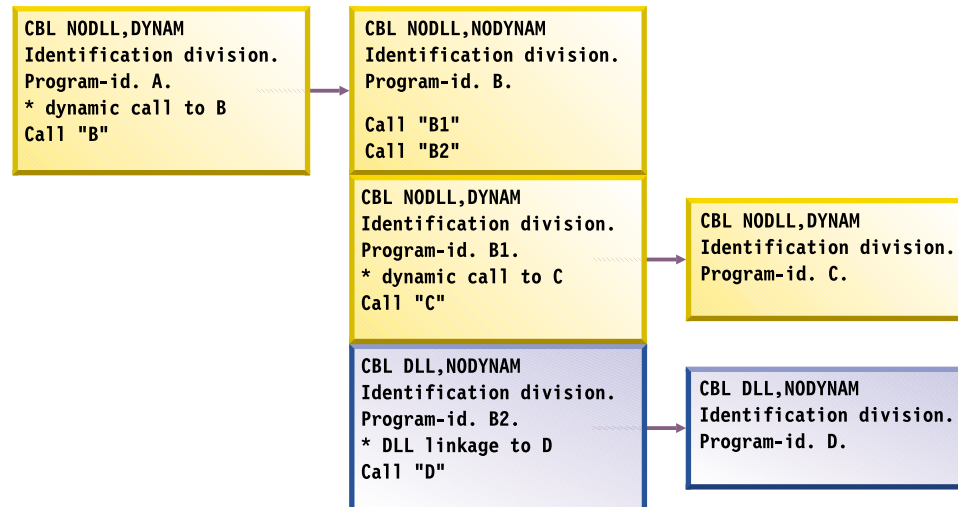 CBL NODLL,DYNAM
Identification division.
Program-id. A.
* dynamic call to B
Call "B"
CBL NODLL,NODYNAM
Identification division.
Program-id. B.
Call "B1"
Call "B2"
CBL NODLL,DYNAM
Identification division.
Program-id. B1.
* dynamic call to C
Call "C"
CBL NODLL,DYNAM
Identification division.
Program-id. C.
CBL DLL,NODYNAM
Identification division.
Program-id. B2.
* DLL linkage to D
Call "D"
CBL DLL,NODYNAM
Identification division.
Program-id. D.